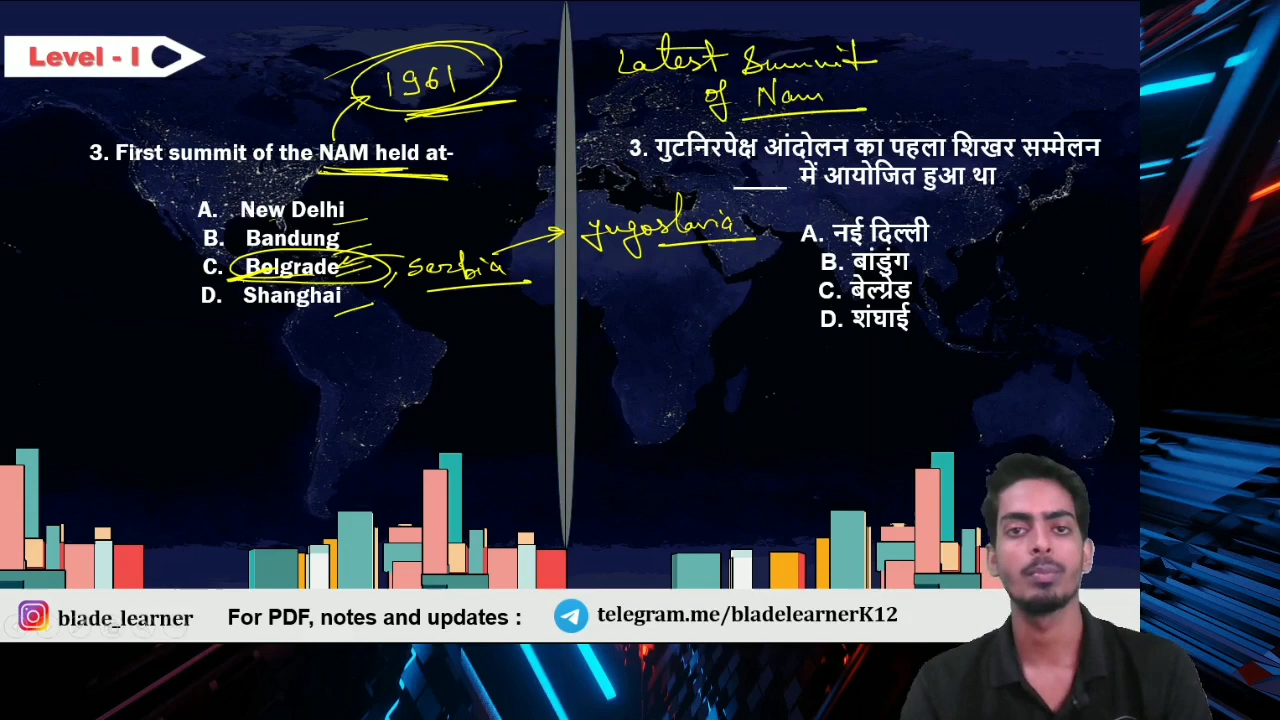 Level - I
1961
3. First summit of the NAM held at-
A. New Delhi
B. Bandung
C. Belgrade, Serbia
D. Shanghai
Latest Summit
of Nam
3. गुटनिरपेक्ष आंदोलन का पहला शिखर सम्मेलन
____ में आयोजित हुआ था
yugoslavia
A. नई दिल्ली
B. बांडुंग
C. बेल्ग्रेड
D. शंघाई
blade_learner
For PDF, notes and updates :
telegram.me/bladelearnerK12